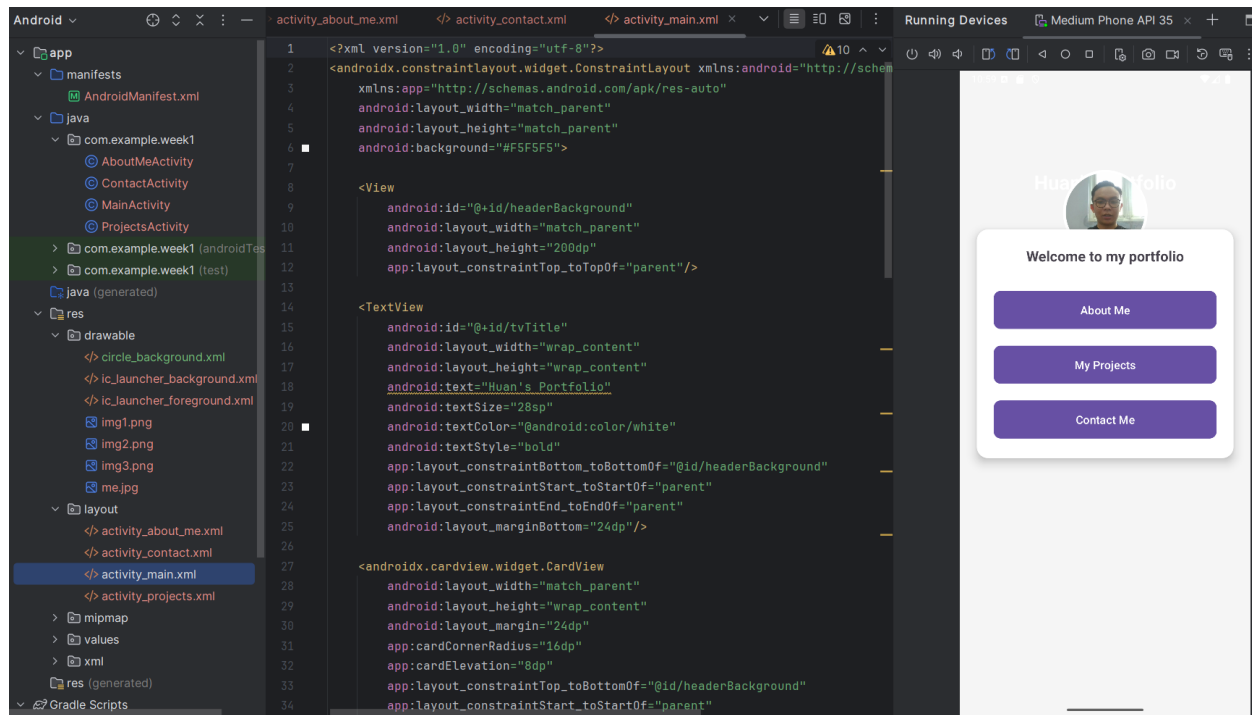 Android
app
manifests
AndroidManifest.xml
java
com.example.week1
AboutMeActivity
ContactActivity
MainActivity
ProjectsActivity
com.example.week1 (androidTes
com.example.week1 (test)
java (generated)
res
drawable
circle_background.xml
ic_launcher_background.xml
ic_launcher_foreground.xml
img1.png
img2.png
img3.png
me.jpg
layout
activity_about_me.xml
activity_contact.xml
activity_main.xml
activity_projects.xml
mipmap
values
xml
res (generated)
Gradle Scripts
activity_about_me.xml activity_contact.xml activity_main.xml
10
1 <?xml version="1.0" encoding="utf-8"?>
2 <androidx.constraintlayout.widget.ConstraintLayout xmlns:android="http://schem
3 xmlns:app="http://schemas.android.com/apk/res-auto"
4 android:layout_width="match_parent"
5 android:layout_height="match_parent"
6 android:background="#F5F5F5">
7
8 <View
9 android:id="@+id/headerBackground"
10 android:layout_width="match_parent"
11 android:layout_height="200dp"
12 app:layout_constraintTop_toTopOf="parent"/>
13
14 <TextView
15 android:id="@+id/tvTitle"
16 android:layout_width="wrap_content"
17 android:layout_height="wrap_content"
18 android:text="Huan's Portfolio"
19 android:textSize="28sp"
20 android:textColor="@android:color/white"
21 android:textStyle="bold"
22 app:layout_constraintBottom_toBottomOf="@id/headerBackground"
23 app:layout_constraintStart_toStartOf="parent"
24 app:layout_constraintEnd_toEndOf="parent"
25 android:layout_marginBottom="24dp"/>
26
27 <androidx.cardview.widget.CardView
28 android:layout_width="match_parent"
29 android:layout_height="wrap_content"
30 android:layout_margin="24dp"
31 app:cardCornerRadius="16dp"
32 app:cardElevation="8dp"
33 app:layout_constraintTop_toBottomOf="@id/headerBackground"
34 app:layout_constraintStart_toStartOf="parent"
Running Devices Medium Phone API 35
Welcome to my portfolio
About Me
My Projects
Contact Me